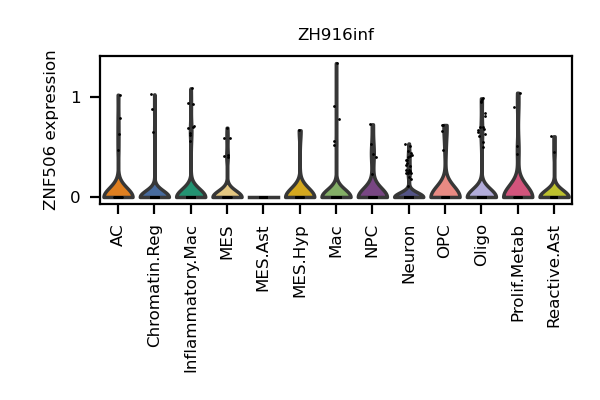 ZH916inf
ZNF506 expression
1
0
AC
Chromatin.Reg
Inflammatory.Mac
MES
MES.Ast
MES.Hyp
Mac
NPC
Neuron
OPC
Oligo
Prolif.Metab
Reactive.Ast